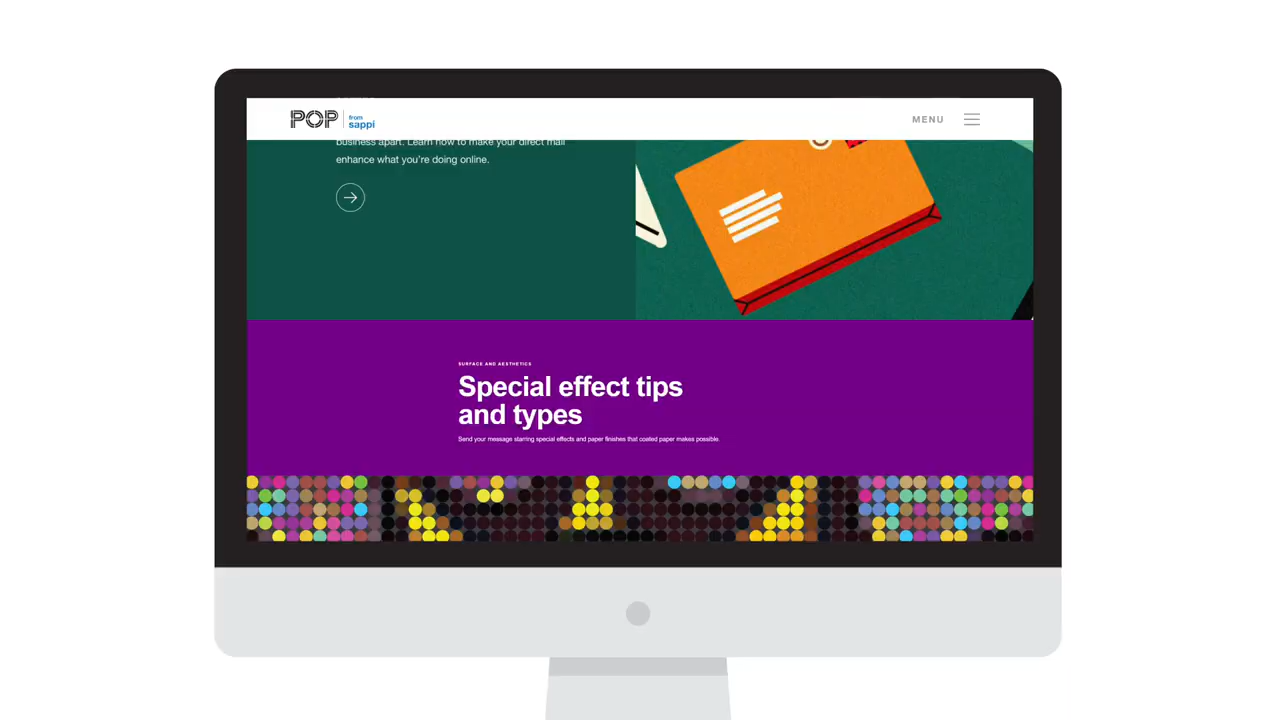 POP
from
sappi
MENU
business apart. Learn how to make your direct mail
enhance what you're doing online.
SURFACE AND AESTHETICS
Special effect tips
and types
Send your message starring special effects and paper finishes that coated paper makes possible.